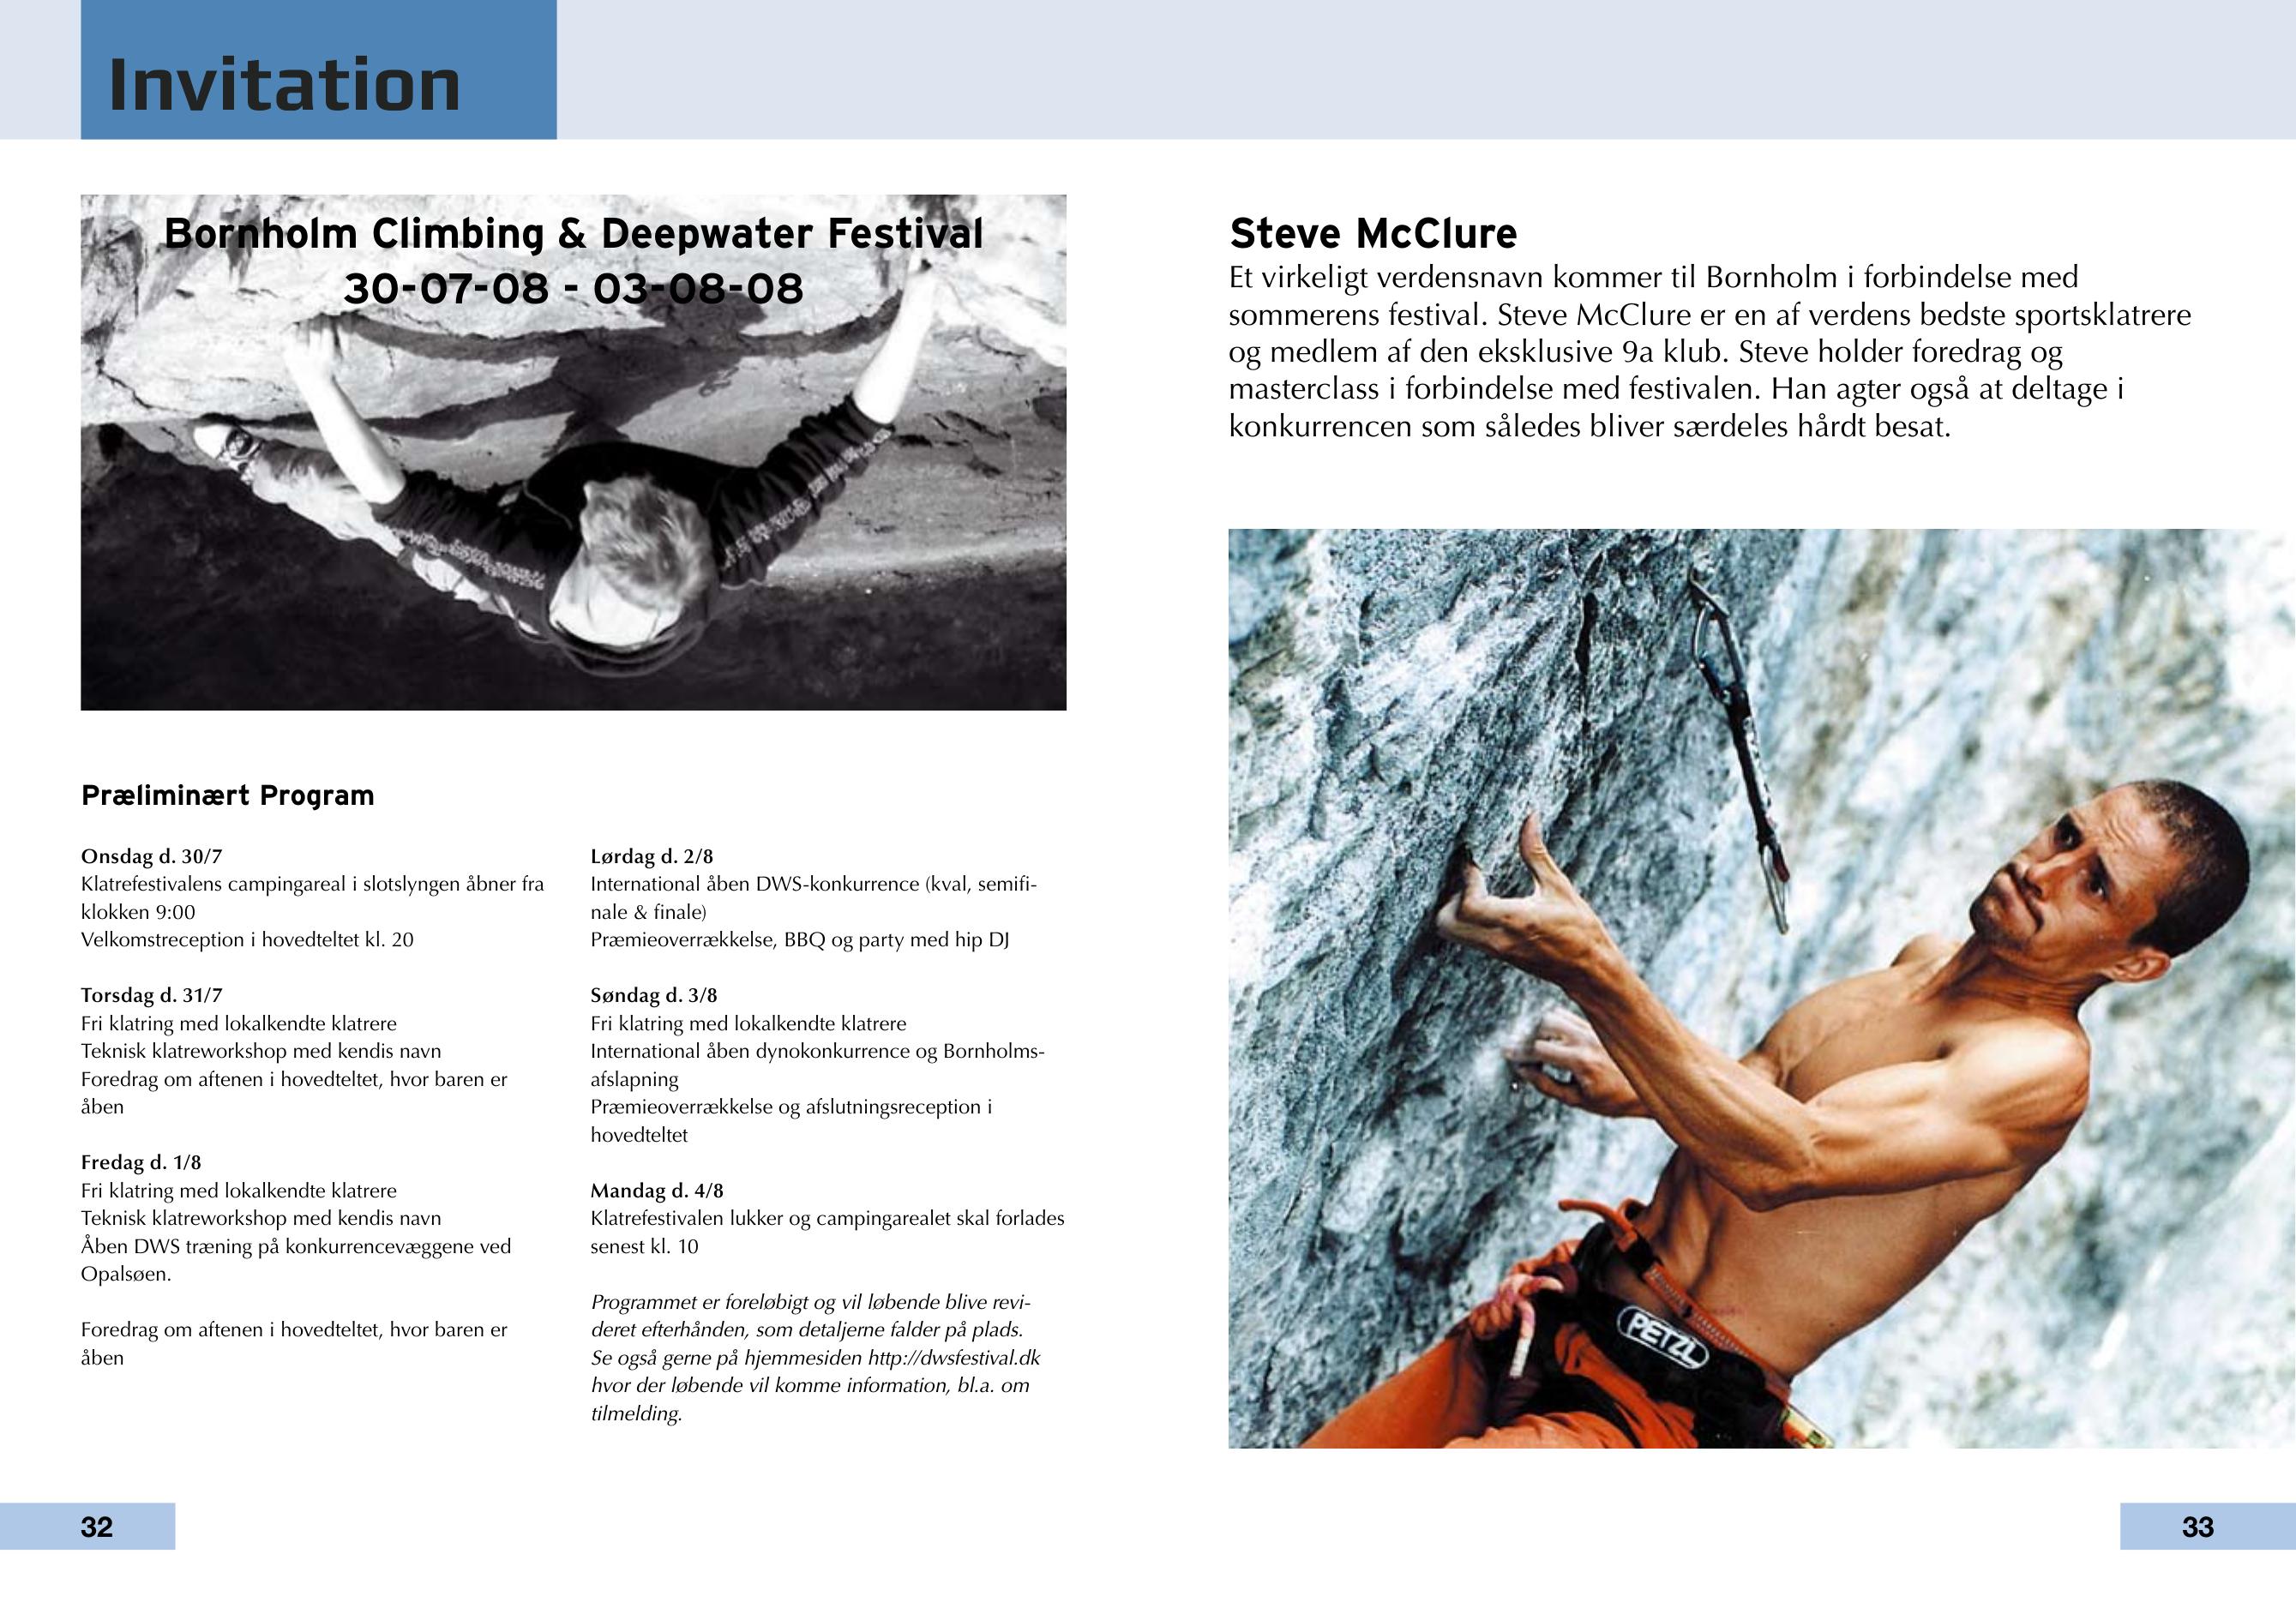 Invitation
Bornholm Climbing & Deepwater Festival
30-07-08 - 03-08-08
Præliminært Program
Onsdag d. 30/7
Klatrefestivalens campingareal i slotslyngen åbner fra
klokken 9:00
Velkomstreception i hovedteltet kl. 20
Torsdag d. 31/7
Fri klatring med lokalkendte klatrere
Teknisk klatreworkshop med kendis navn
Foredrag om aftenen i hovedteltet, hvor baren er
åben
Fredag d. 1/8
Fri klatring med lokalkendte klatrere
Teknisk klatreworkshop med kendis navn
Åben DWS træning på konkurrencevæggene ved
Opalsøen.
Foredrag om aftenen i hovedteltet, hvor baren er
åben
Lørdag d. 2/8
International åben DWS-konkurrence (kval, semifi-
nale & finale)
Præmieoverrækkelse, BBQ og party med hip DJ
Søndag d. 3/8
Fri klatring med lokalkendte klatrere
International åben dynokonkurrence og Bornholms-
afslapning
Præmieoverrækkelse og afslutningsreception i
hovedteltet
Mandag d. 4/8
Klatrefestivalen lukker og campingarealet skal forlades
senest kl. 10
Programmet er foreløbigt og vil løbende blive revi-
deret efterhånden, som detaljerne falder på plads.
Se også gerne på hjemmesiden http://dwsfestival.dk
hvor der løbende vil komme information, bl.a. om
tilmelding.
32
Steve McClure
Et virkeligt verdensnavn kommer til Bornholm i forbindelse med
sommerens festival. Steve McClure er en af verdens bedste sportsklatrere
og medlem af den eksklusive 9a klub. Steve holder foredrag og
masterclass i forbindelse med festivalen. Han agter også at deltage i
konkurrencen som således bliver særdeles hårdt besat.
PETZL
33